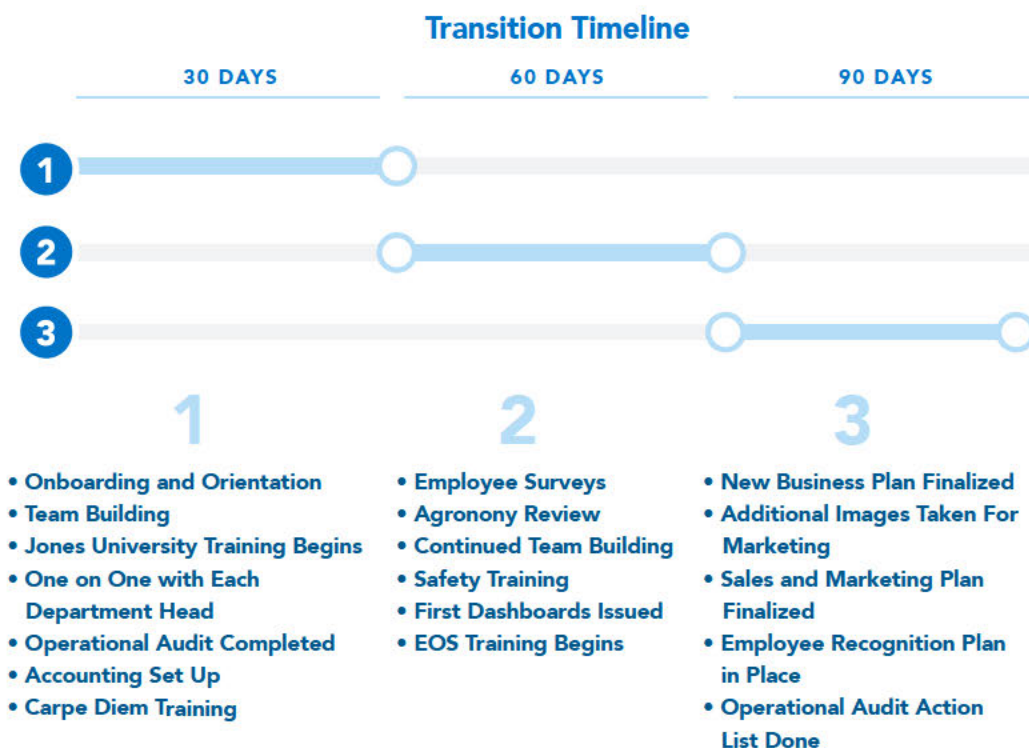 Transition Timeline
30 DAYS
60 DAYS
90 DAYS
1
2
3
1
• Onboarding and Orientation
• Team Building
• Jones University Training Begins
• One on One with Each
Department Head
• Operational Audit Completed
• Accounting Set Up
• Carpe Diem Training
2
• Employee Surveys
• Agronony Review
• Continued Team Building
• Safety Training
• First Dashboards Issued
• EOS Training Begins
3
• New Business Plan Finalized
• Additional Images Taken For
Marketing
• Sales and Marketing Plan
Finalized
• Employee Recognition Plan
in Place
• Operational Audit Action
List Done